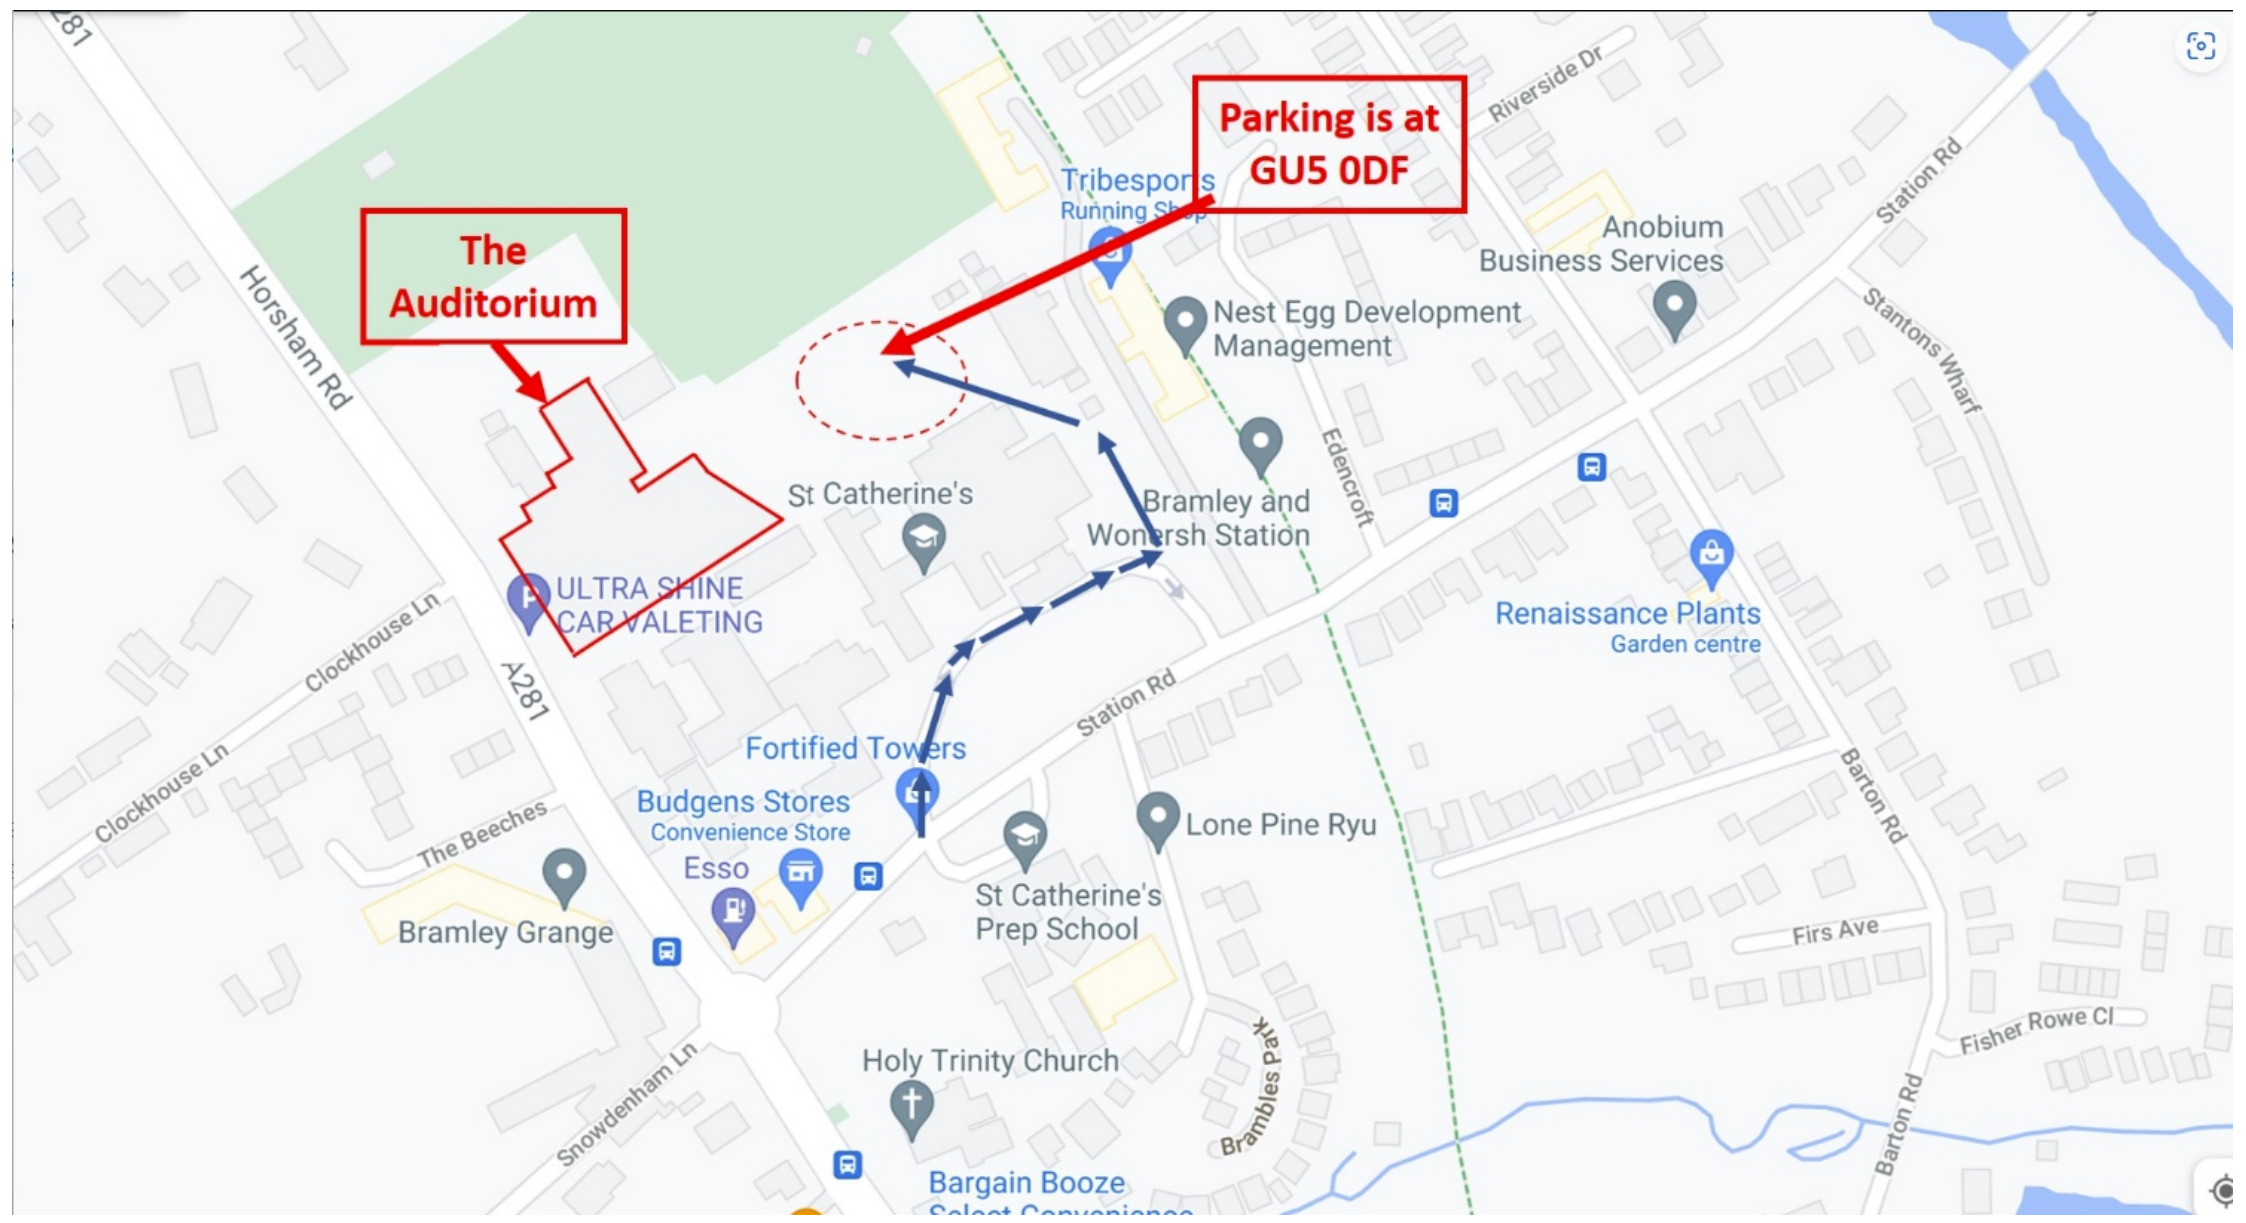 281
Riverside Dr
Parking is at
GU5 0DF
Station Rd
Tribesports
Running Shop
The
Auditorium
Anobium
Business Services
Horsham Rd
Nest Egg Development
Management
Stantons Wharf
Edencroft
St Catherine's
Bramley and
Wonersh Station
ULTRA SHINE
CAR VALETING
P
Clockhouse Ln
A281
Renaissance Plants
Garden centre
Station Rd
Fortified Towers
Clockhouse Ln
Budgens Stores
Convenience Store
The Beeches
Esso
Lone Pine Ryu
Barton Rd
St Catherine's
Prep School
Bramley Grange
Firs Ave
Fisher Rowe Cl
Brambles Park
Holy Trinity Church
Snowdenham Ln
Barton Rd
Bargain Booze
Select Convenience